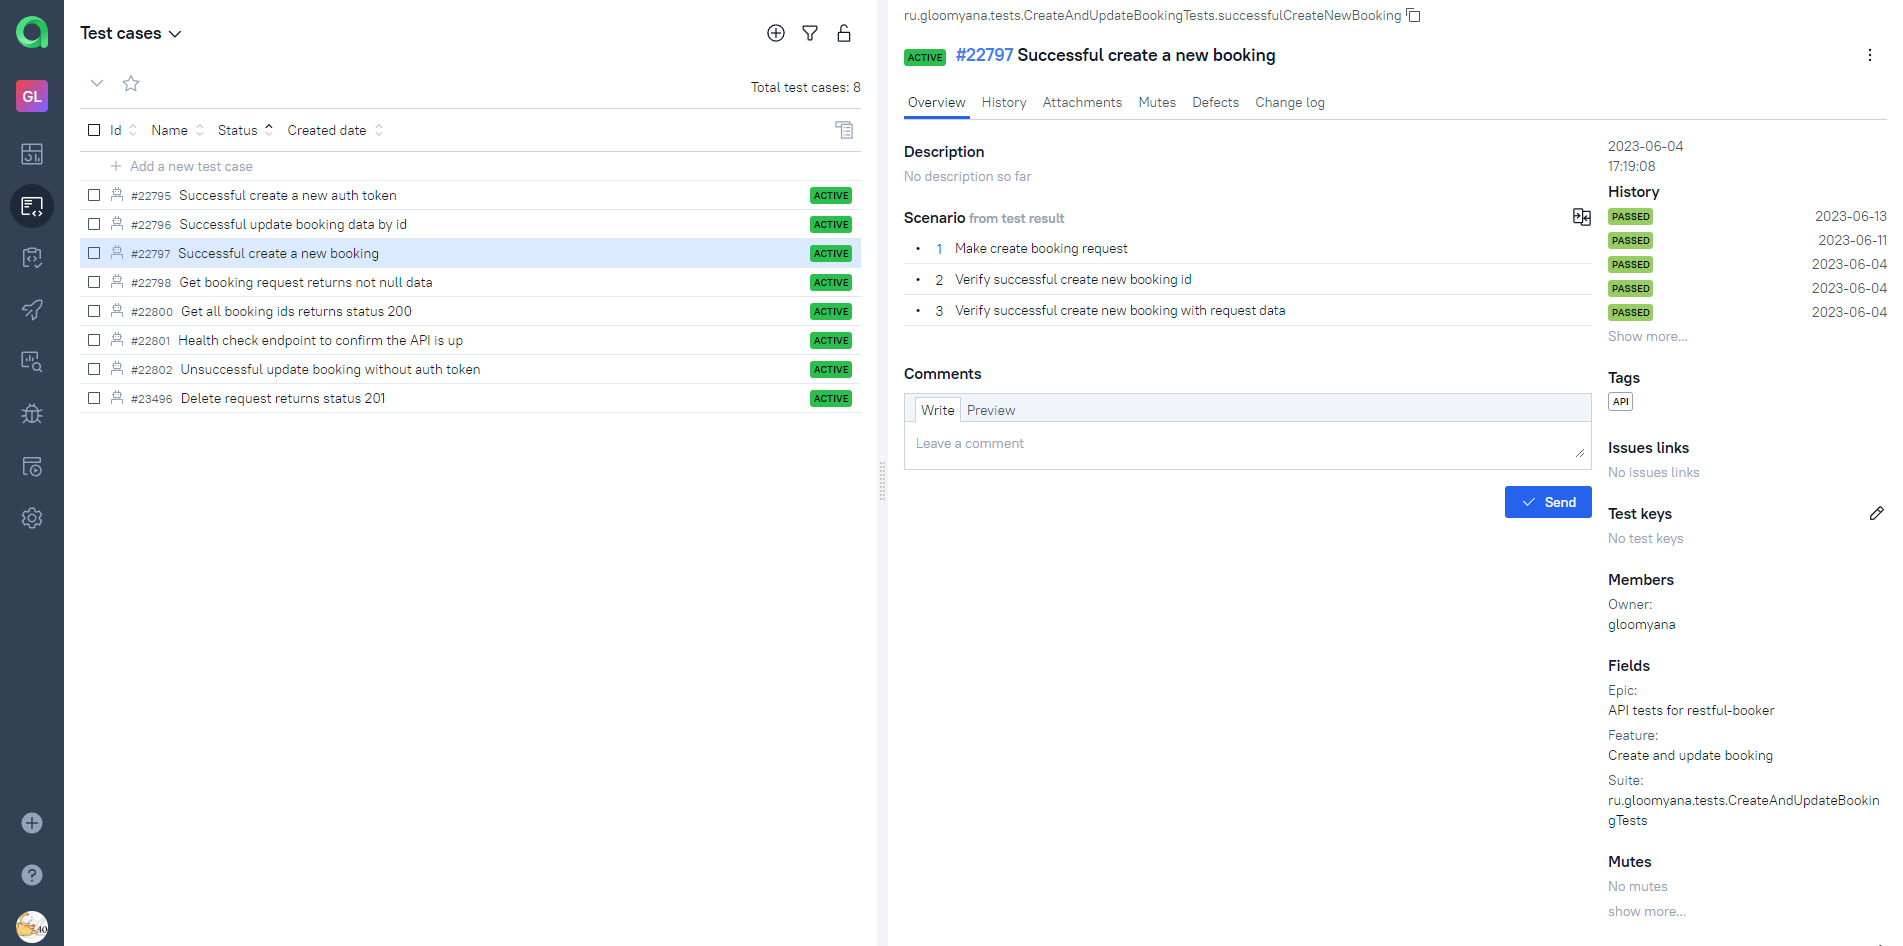 GL
Test cases
Total test cases: 8
Id Name Status Created date
Add a new test case
#22795 Successful create a new auth token ACTIVE
#22796 Successful update booking data by id ACTIVE
#22797 Successful create a new booking ACTIVE
#22798 Get booking request returns not null data ACTIVE
#22800 Get all booking ids returns status 200 ACTIVE
#22801 Health check endpoint to confirm the API is up ACTIVE
#22802 Unsuccessful update booking without auth token ACTIVE
#23496 Delete request returns status 201 ACTIVE
ru.gloomyana.tests.CreateAndUpdateBookingTests.successfulCreateNewBooking
ACTIVE #22797 Successful create a new booking
Overview History Attachments Mutes Defects Change log
Description
No description so far
Scenario from test result
• 1 Make create booking request
• 2 Verify successful create new booking id
• 3 Verify successful create new booking with request data
Comments
Write Preview
Leave a comment
Send
2023-06-04
17:19:08
History
PASSED 2023-06-13
PASSED 2023-06-11
PASSED 2023-06-04
PASSED 2023-06-04
PASSED 2023-06-04
Show more...
Tags
API
Issues links
No issues links
Test keys
No test keys
Members
Owner:
gloomyana
Fields
Epic:
API tests for restful-booker
Feature:
Create and update booking
Suite:
ru.gloomyana.tests.CreateAndUpdateBookin
gTests
Mutes
No mutes
show more...